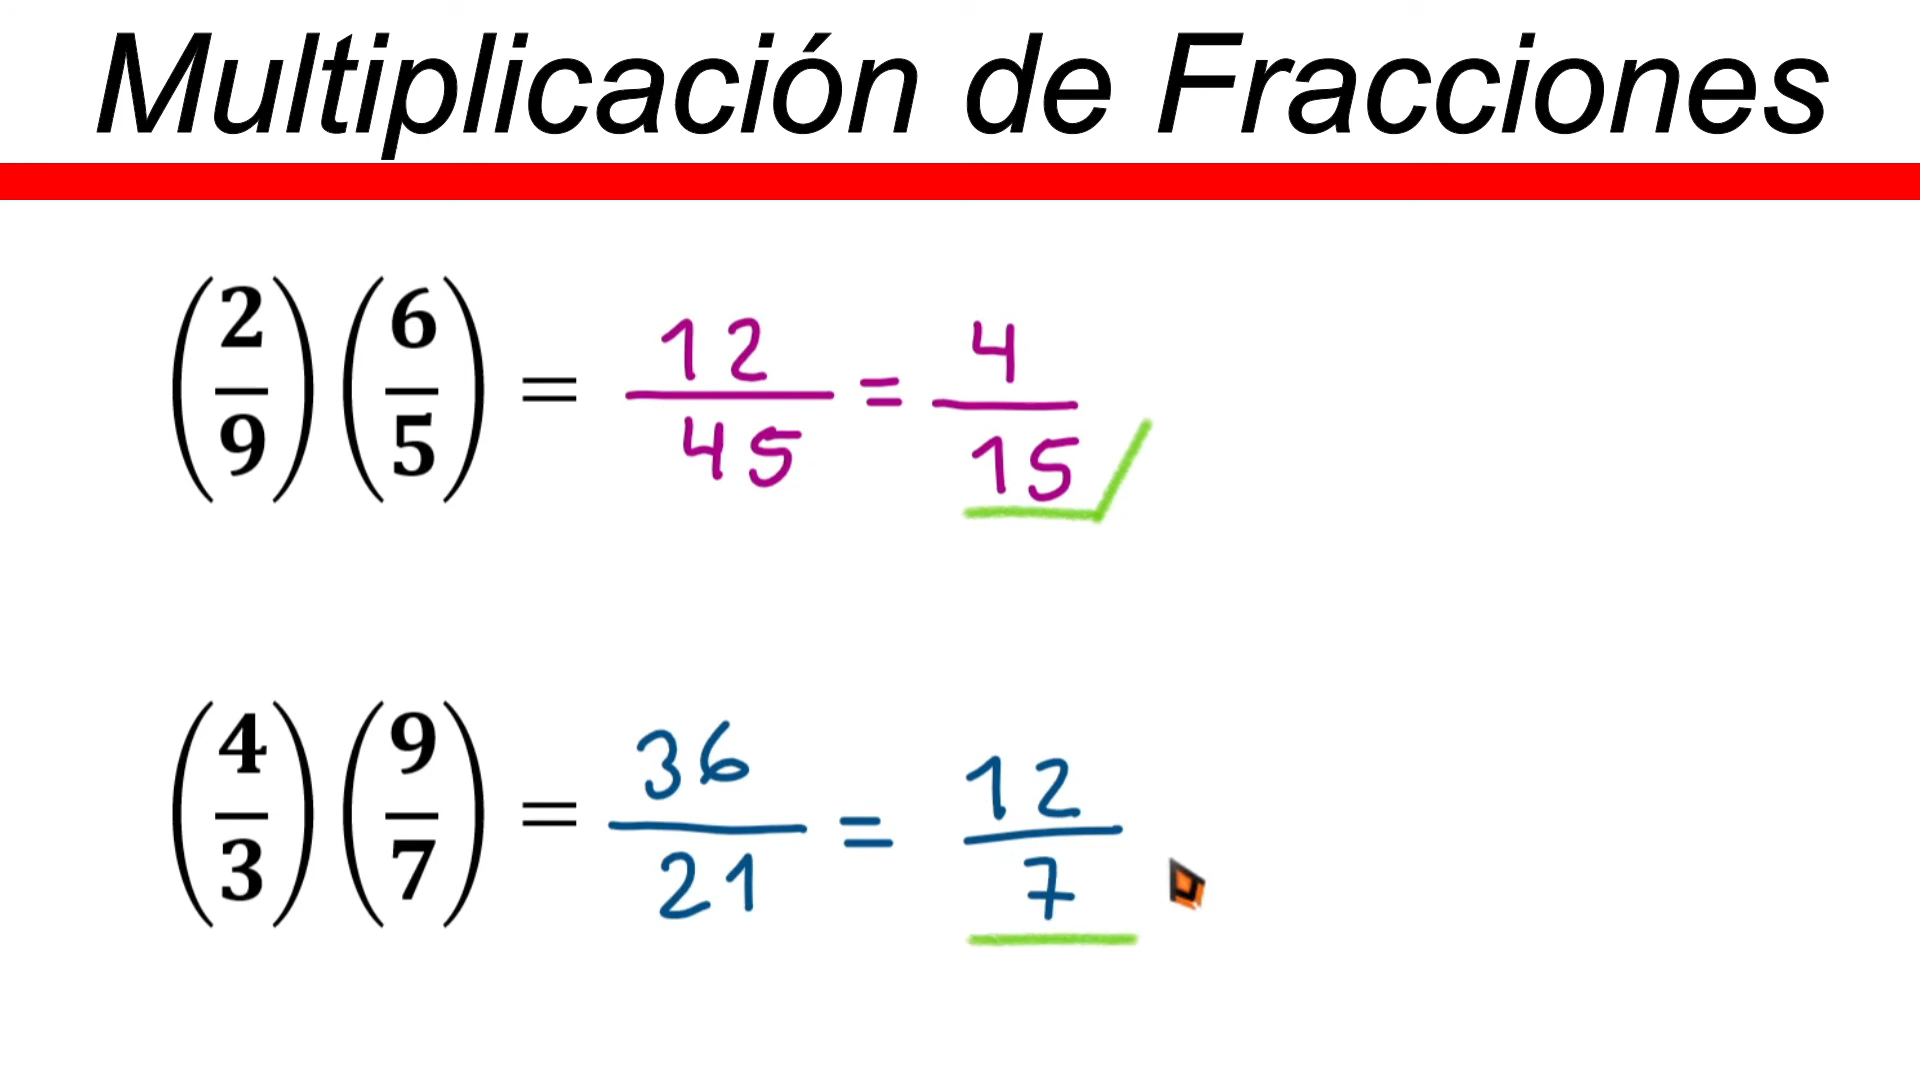 Multiplicación de Fracciones
(2/9)(6/5) = 12/45 = 4/15
(4/3)(9/7) = 36/21 = 12/7